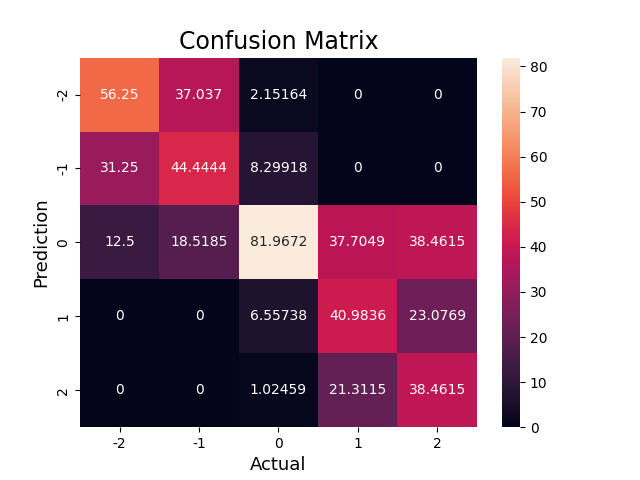 Confusion Matrix
-2 56.25 37.037 2.15164 0 0
-1 31.25 44.4444 8.29918 0 0
0 12.5 18.5185 81.9672 37.7049 38.4615
1 0 0 6.55738 40.9836 23.0769
2 0 0 1.02459 21.3115 38.4615
-2 -1 0 1 2
Actual
Prediction
80
70
60
50
40
30
20
10
0